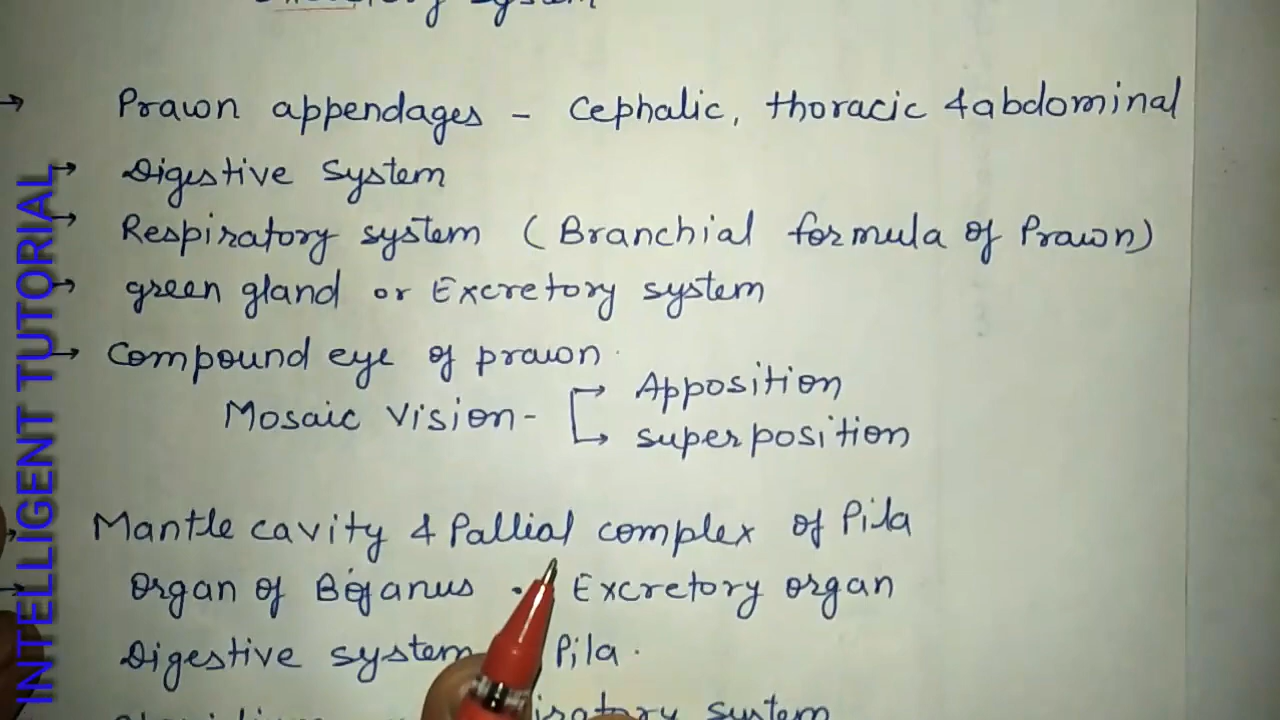 system
→ Prawn appendages - Cephalic, thoracic & abdominal
→ Digestive System
→ Respiratory system (Branchial formula of Prawn)
→ green gland or Excretory system
→ Compound eye of prawn.
Mosaic Vision - → Apposition
→ superposition
→ Mantle cavity & Pallial complex of Pila
→ Organ of Bojanus. Excretory organ
Digestive system Pila.
system
INTELLIGENT TUTORIAL